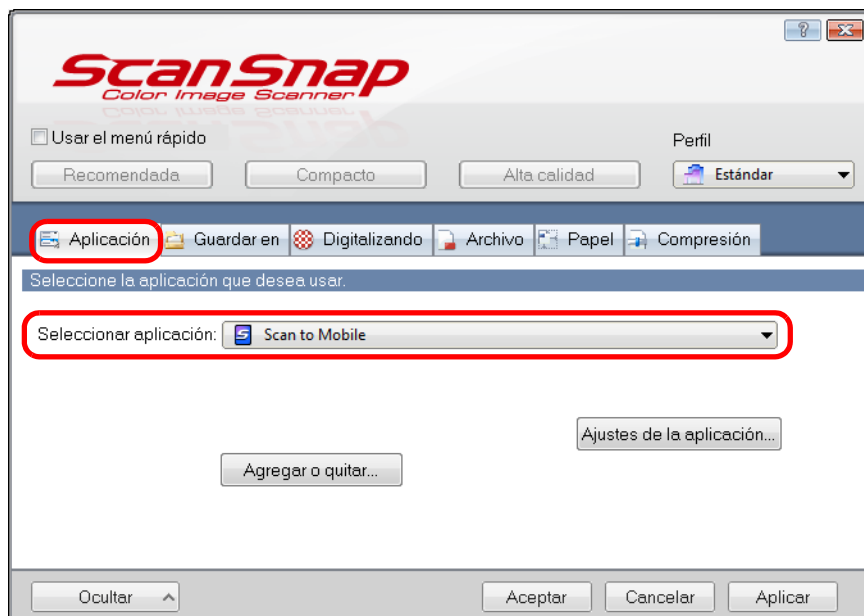 ScanSnap
Color Image Scanner
Usar el menú rápido
Perfil
Recomendada Compacto Alta calidad Estándar
Aplicación Guardar en Digitalizando Archivo Papel Compresión
Seleccione la aplicación que desea usar.
Seleccionar aplicación: Scan to Mobile
Ajustes de la aplicación...
Agregar o quitar...
Ocultar Aceptar Cancelar Aplicar